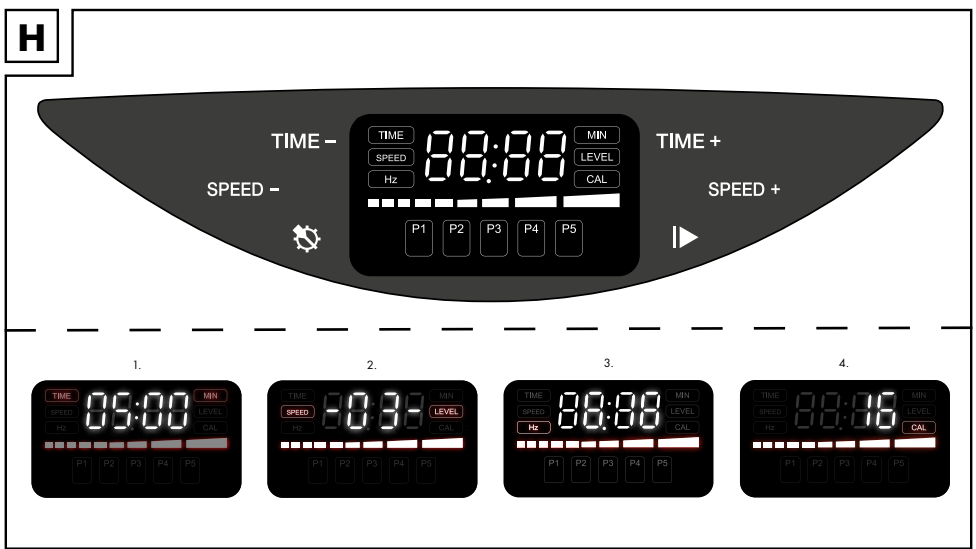 H
TIME –
TIME
88:88
MIN
TIME +
SPEED –
SPEED
LEVEL
SPEED +
Hz
CAL
P1 P2 P3 P4 P5
1.
TIME
05:00
MIN
SPEED
LEVEL
Hz
CAL
P1 P2 P3 P4 P5
2.
TIME
-03-
MIN
SPEED
LEVEL
Hz
CAL
P1 P2 P3 P4 P5
3.
TIME
08:08
MIN
SPEED
LEVEL
Hz
CAL
P1 P2 P3 P4 P5
4.
TIME
16
MIN
SPEED
LEVEL
Hz
CAL
P1 P2 P3 P4 P5